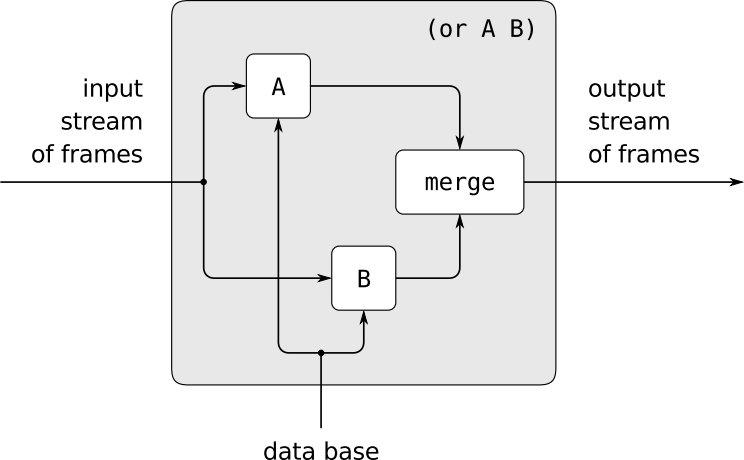 (or A B)
input
stream
of frames
A
output
stream
of frames
merge
B
data base